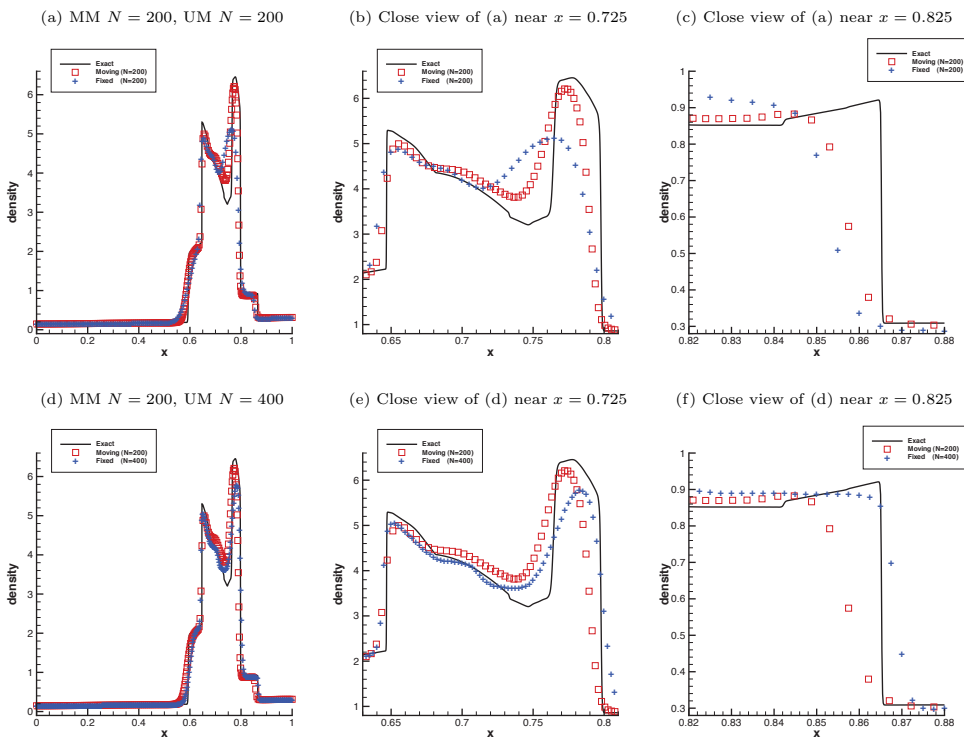 (a) MM N = 200, UM N = 200
(b) Close view of (a) near x = 0.725
(c) Close view of (a) near x = 0.825
Exact
Moving (N=200)
Fixed (N=200)
density
6
5
4
3
2
1
0
0 0.2 0.4 0.6 0.8 1
x
Exact
Moving (N=200)
Fixed (N=200)
density
6
5
4
3
2
1
0.65 0.7 0.75 0.8
x
Exact
Moving (N=200)
Fixed (N=200)
density
1
0.9
0.8
0.7
0.6
0.5
0.4
0.3
0.82 0.83 0.84 0.85 0.86 0.87 0.88
x
(d) MM N = 200, UM N = 400
(e) Close view of (d) near x = 0.725
(f) Close view of (d) near x = 0.825
Exact
Moving (N=200)
Fixed (N=400)
density
6
5
4
3
2
1
0
0 0.2 0.4 0.6 0.8 1
x
Exact
Moving (N=200)
Fixed (N=400)
density
6
5
4
3
2
1
0.65 0.7 0.75 0.8
x
Exact
Moving (N=200)
Fixed (N=400)
density
1
0.9
0.8
0.7
0.6
0.5
0.4
0.3
0.82 0.83 0.84 0.85 0.86 0.87 0.88
x